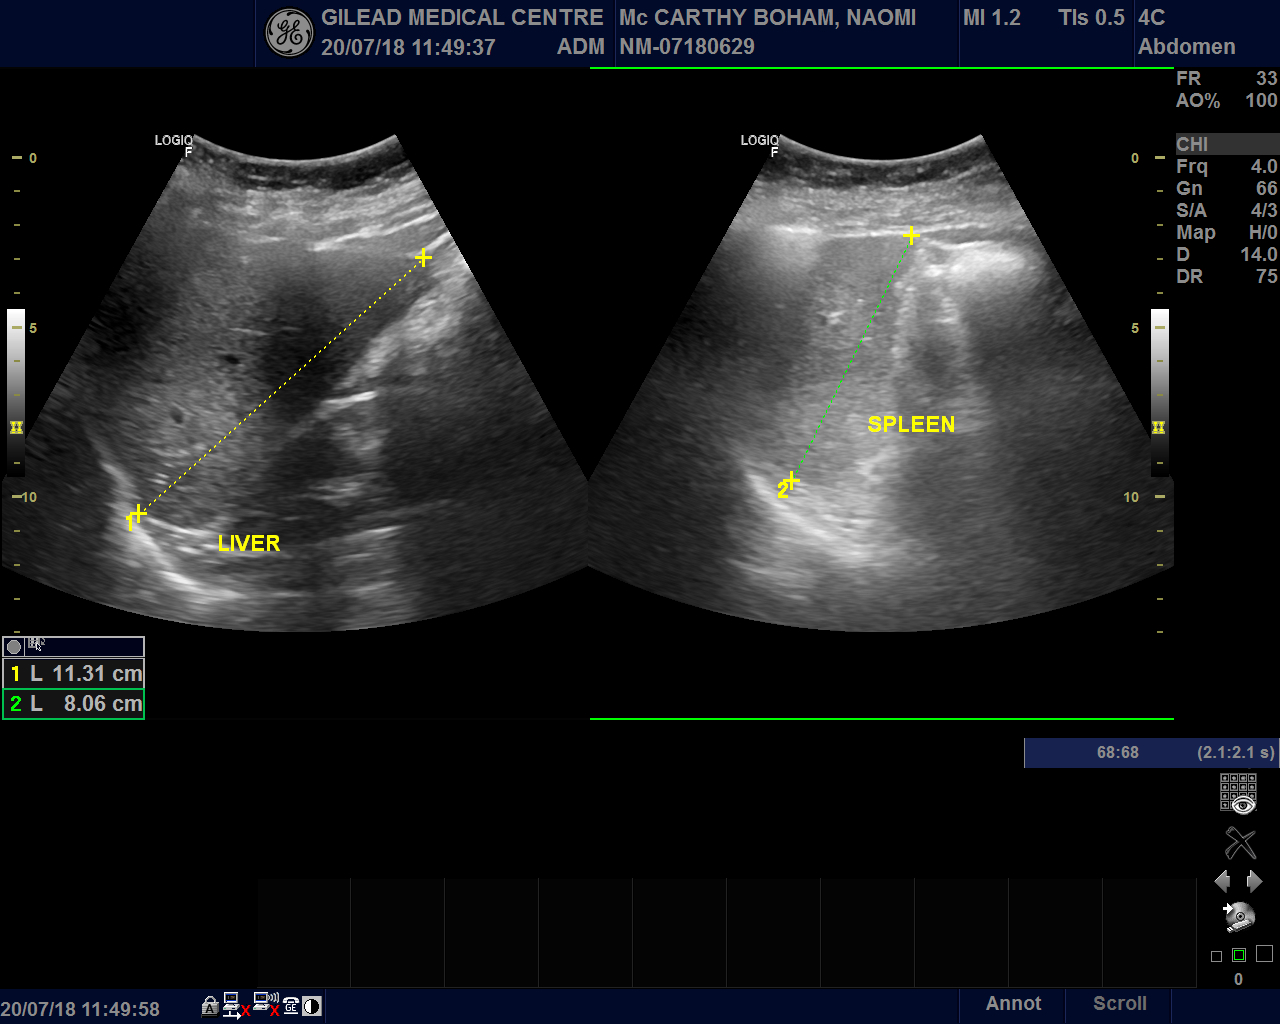 GILEAD MEDICAL CENTRE
20/07/18 11:49:37 ADM
Mc CARTHY BOHAM, NAOMI
NM-07180629
MI 1.2 TIs 0.5
4C
Abdomen
FR 33
AO% 100
CHI
Frq 4.0
Gn 66
S/A 4/3
Map H/0
D 14.0
DR 75
LOGIQ
F
0
5
10
1
LIVER
LOGIQ
F
0
5
10
2
SPLEEN
1 L 11.31 cm
2 L 8.06 cm
68:68 (2.1:2.1 s)
0
20/07/18 11:49:58
A
GE
Annot
Scroll